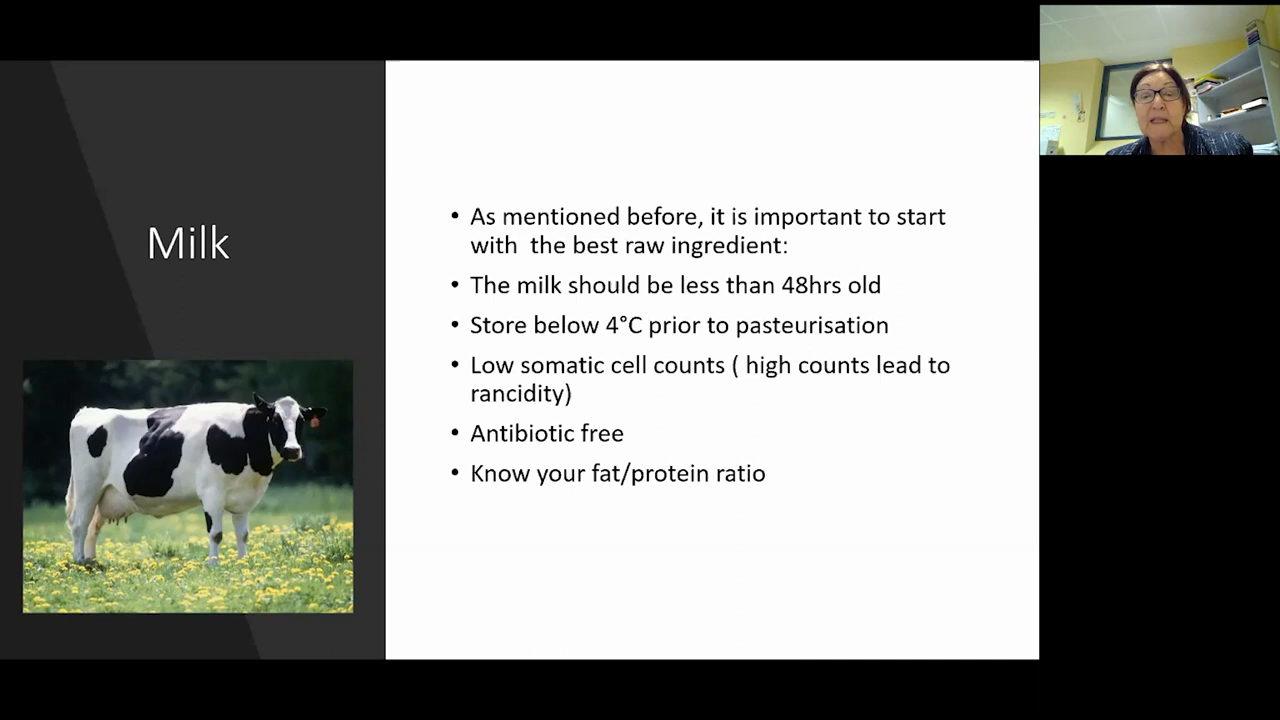 Milk
• As mentioned before, it is important to start
with  the best raw ingredient:
• The milk should be less than 48hrs old
• Store below 4°C prior to pasteurisation
• Low somatic cell counts ( high counts lead to
rancidity)
• Antibiotic free
• Know your fat/protein ratio